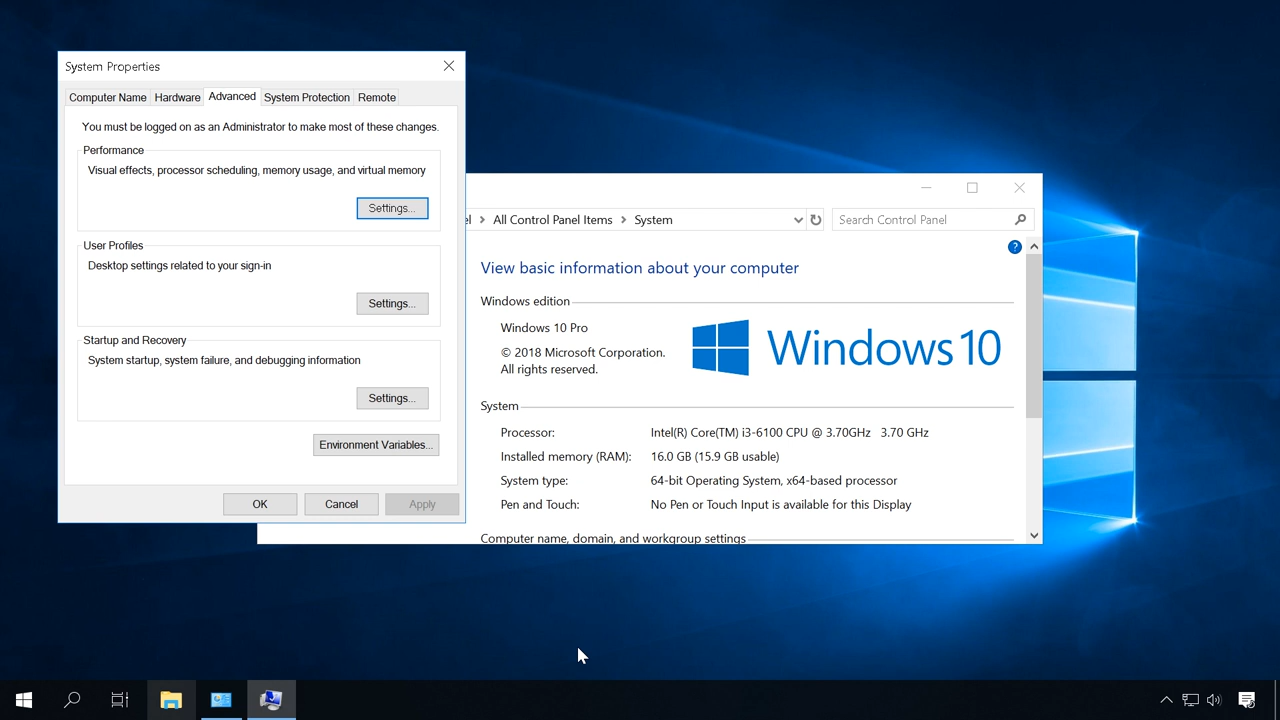 System Properties
Computer Name Hardware Advanced System Protection Remote
You must be logged on as an Administrator to make most of these changes.
Performance
Visual effects, processor scheduling, memory usage, and virtual memory
Settings...
User Profiles
Desktop settings related to your sign-in
Settings...
Startup and Recovery
System startup, system failure, and debugging information
Settings...
Environment Variables...
OK Cancel Apply
el > All Control Panel Items > System
Search Control Panel
?
View basic information about your computer
Windows edition
Windows 10 Pro
© 2018 Microsoft Corporation.
All rights reserved.
Windows 10
System
Processor: Intel(R) Core(TM) i3-6100 CPU @ 3.70GHz 3.70 GHz
Installed memory (RAM): 16.0 GB (15.9 GB usable)
System type: 64-bit Operating System, x64-based processor
Pen and Touch: No Pen or Touch Input is available for this Display
Computer name, domain, and workgroup settings